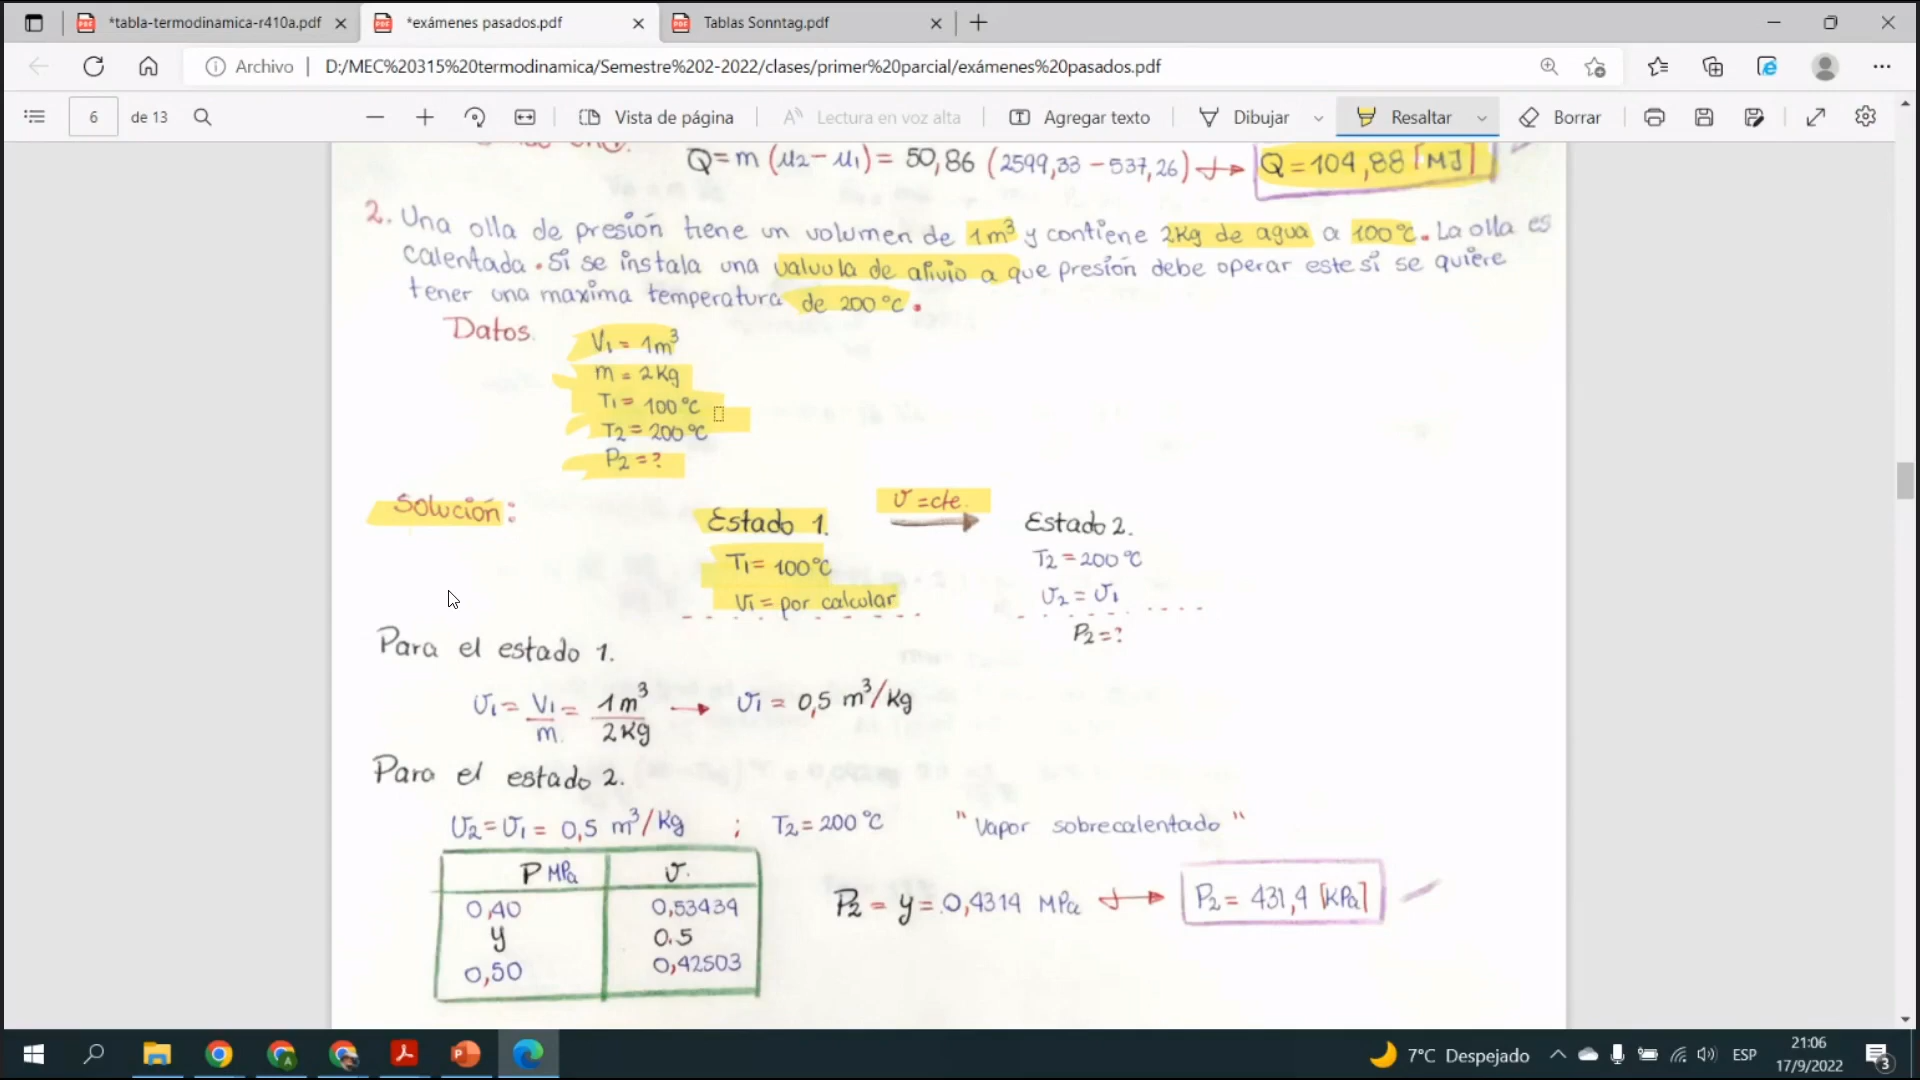 *tabla-termodinamica-r410a.pdf
*exámenes pasados.pdf
Tablas Sonntag.pdf
Archivo
D:/MEC%20315%20termodinamica/Semestre%202-2022/clases/primer%20parcial/exámenes%20pasados.pdf
6 de 13
Vista de página
Lectura en voz alta
Agregar texto
Dibujar
Resaltar
Borrar
Q = m (u2 - u1) = 50,86 (2599,33 - 537,26) → Q = 104,88 [MJ]
2. Una olla de presión tiene un volumen de 1m³ y contiene 2Kg de agua a 100°C. La olla es
calentada. Si se instala una valvula de alivio a que presión debe operar este si se quiere
tener una maxima temperatura de 200°C.
Datos.
V1 = 1m³
m = 2Kg
T1 = 100°C
T2 = 200°C
P2 = ?
Solución:
Estado 1.
v = cte.
Estado 2.
T1 = 100°C
T2 = 200°C
v1 = por calcular
v2 = v1
P2 = ?
Para el estado 1.
v1 = V1/m = 1m³/2Kg → v1 = 0,5 m³/Kg
Para el estado 2.
v2 = v1 = 0,5 m³/Kg ; T2 = 200°C "Vapor sobrecalentado"
P MPa v.
0,40 0,53434
y 0.5
0,50 0,42503
P2 = y = 0,4314 MPa → P2 = 431,4 [KPa]
7°C Despejado
ESP
21:06
17/9/2022
3